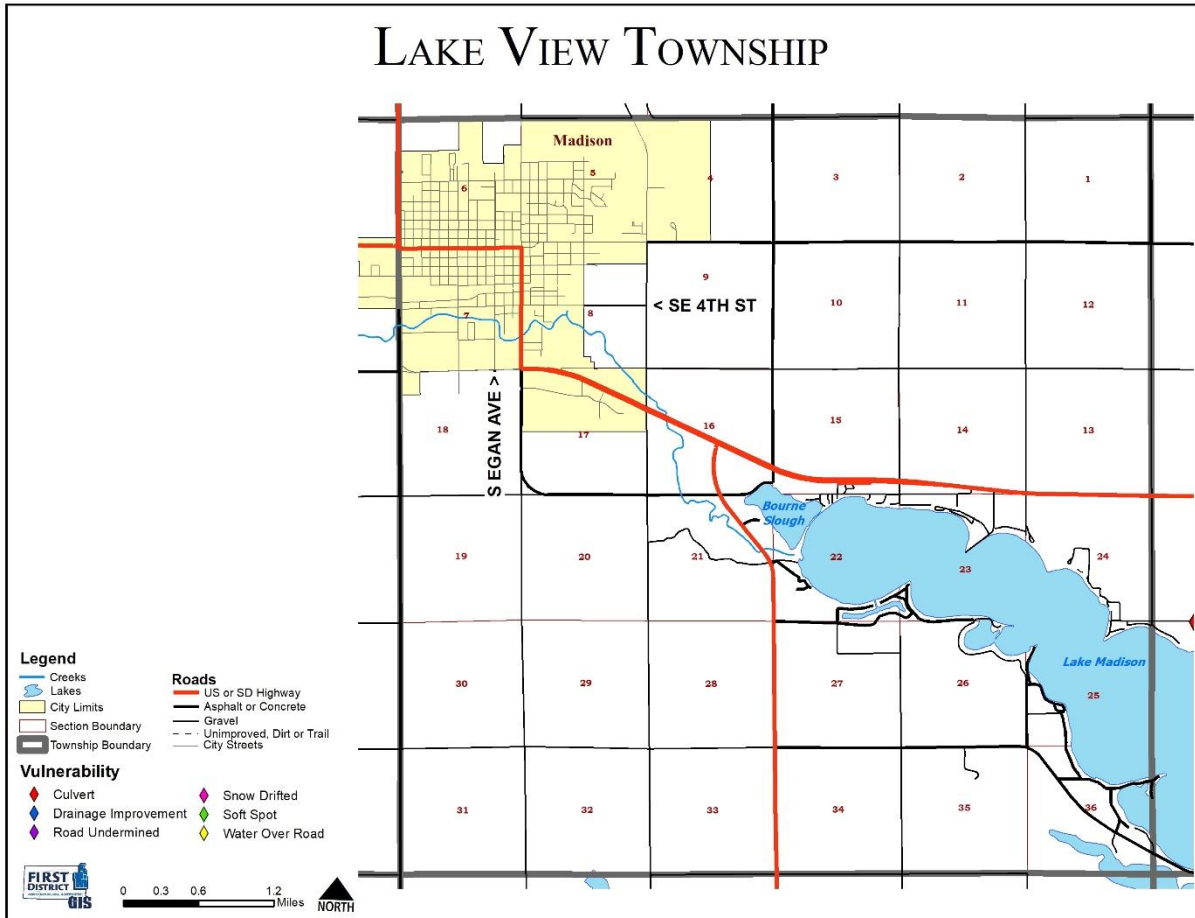 LAKE VIEW TOWNSHIP
Madison
6
5
4
3
2
1
7
8
9
10
11
12
< SE 4TH ST
S EGAN AVE >
18
17
16
15
14
13
Bourne
Slough
19
20
21
22
23
24
Lake Madison
30
29
28
27
26
25
31
32
33
34
35
36
Legend
Creeks
Lakes
City Limits
Section Boundary
Township Boundary
Roads
US or SD Highway
Asphalt or Concrete
Gravel
Unimproved, Dirt or Trail
City Streets
Vulnerability
Culvert
Drainage Improvement
Road Undermined
Snow Drifted
Soft Spot
Water Over Road
FIRST
DISTRICT
GIS
0 0.3 0.6 1.2
Miles
NORTH